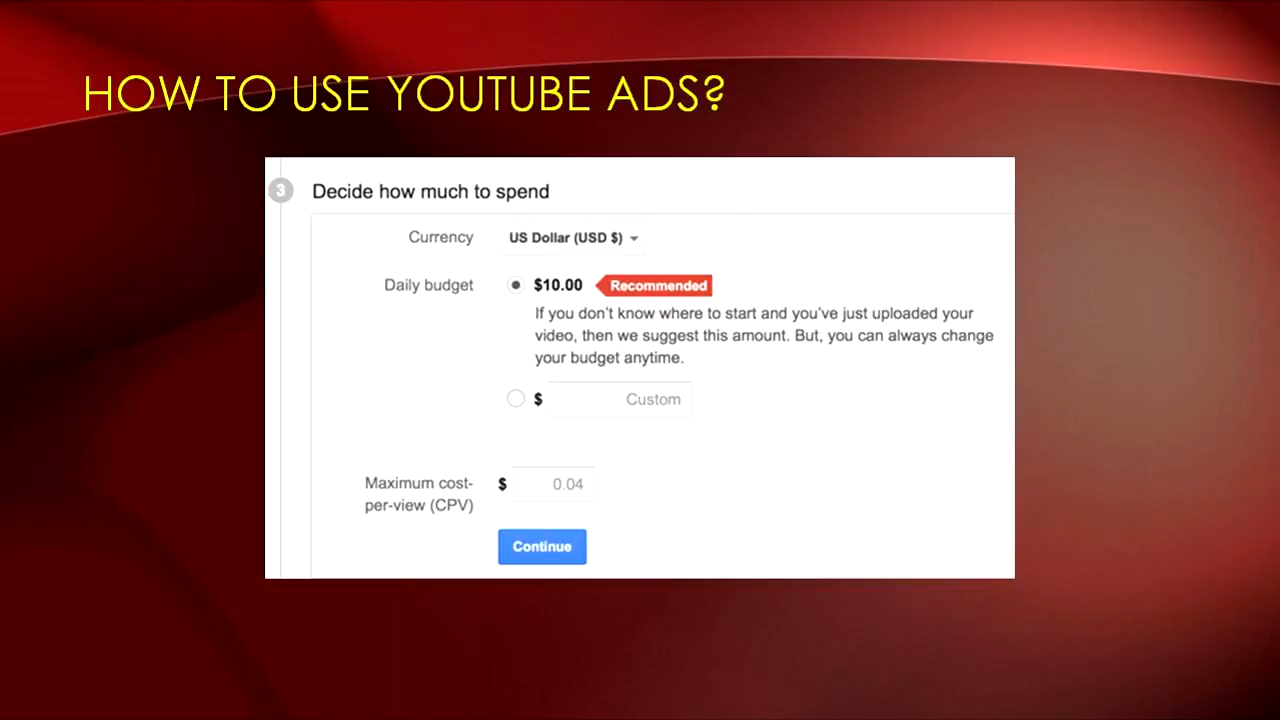 HOW TO USE YOUTUBE ADS?
3 Decide how much to spend
Currency US Dollar (USD $)
Daily budget $10.00 Recommended
If you don't know where to start and you've just uploaded your
video, then we suggest this amount. But, you can always change
your budget anytime.
$ Custom
Maximum cost- $ 0.04
per-view (CPV)
Continue